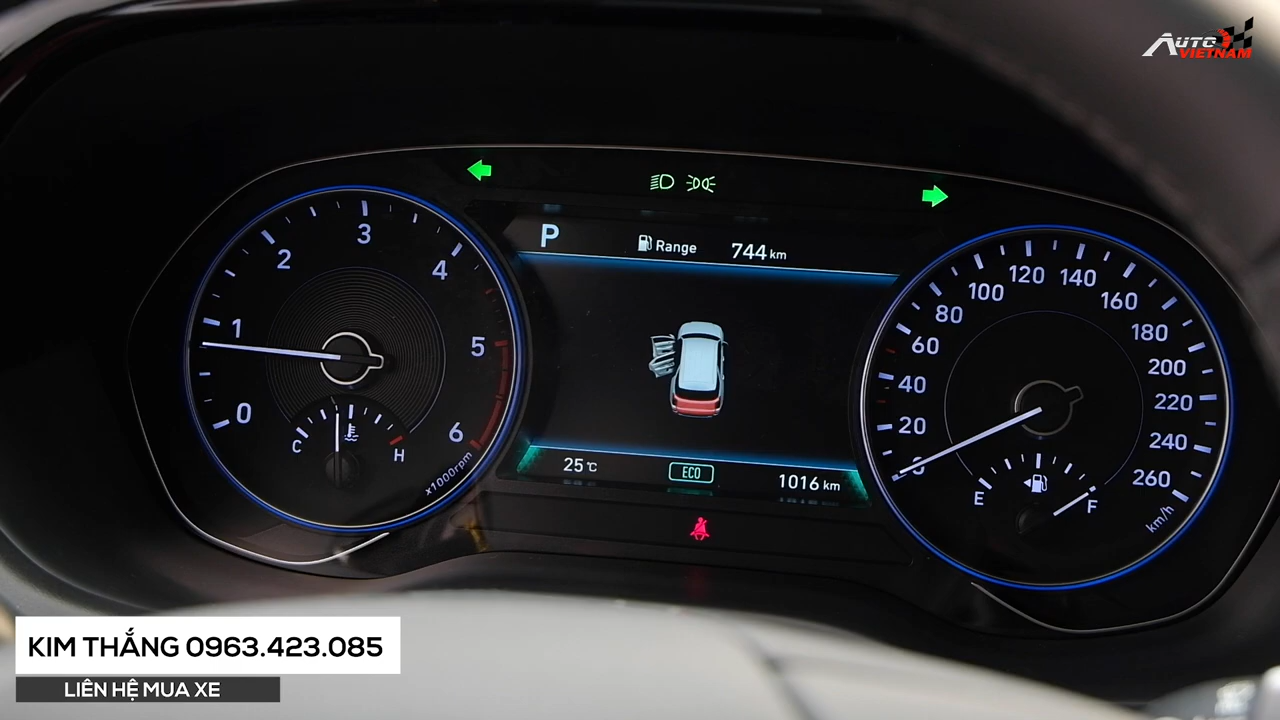 AUTO
VIETNAM
P
Range 744 km
0
1
2
3
4
5
6
x1000rpm
C
H
25°C
ECO
1016 km
0
20
40
60
80
100
120
140
160
180
200
220
240
260
km/h
E
F
KIM THẮNG 0963.423.085
LIÊN HỆ MUA XE